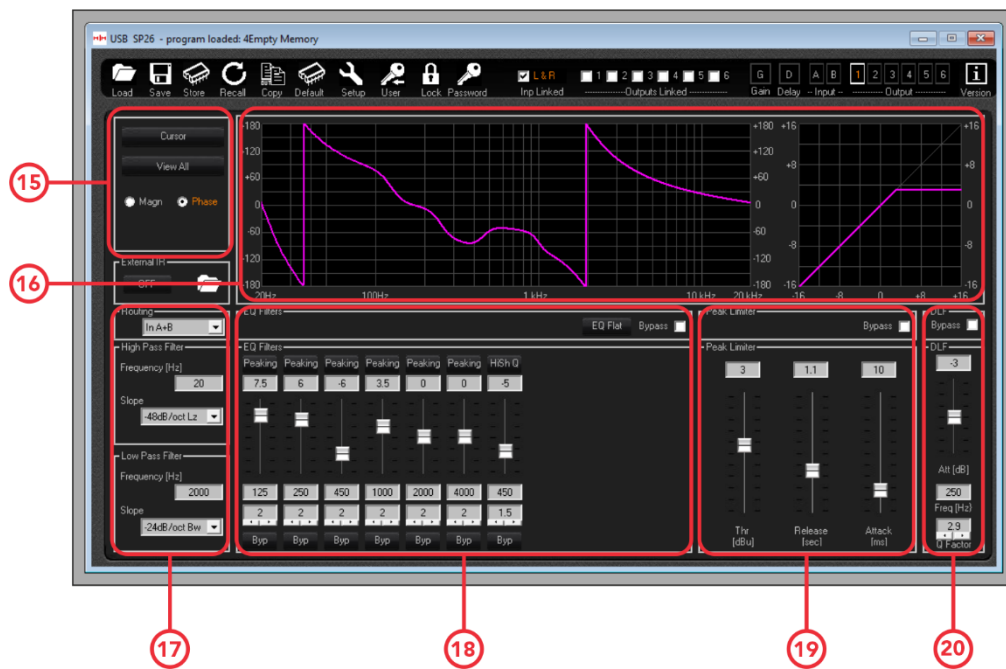 USB SP26 - program loaded: 4Empty Memory
Load Save Store Recall Copy Default Setup User Lock Password
L & R
Inp Linked
1 2 3 4 5 6
Outputs Linked
G D A B 1 2 3 4 5 6
Gain Delay -- Input -- Output
i
Version
15
Cursor
View All
Magn Phase
External IR
OFF
16
-180 +180 +16 +16
-120 +120
+60 +60 +8 +8
0 0 0 0
-60 -60
-8 -8
-120 -120
-180 -180 -16 -16
20Hz 100Hz 1 kHz 10 kHz 20 kHz -16 -8 0 +8 +16
Routing
In A+B
High Pass Filter
Frequency [Hz]
20
Slope
-48dB/oct Lz
Low Pass Filter
Frequency [Hz]
2000
Slope
-24dB/oct Bw
EQ Filters
EQ Flat Bypass
EQ Filters
Peaking Peaking Peaking Peaking Peaking Peaking HiSh Q
7.5 6 -6 3.5 0 0 -5
125 250 450 1000 2000 4000 450
2 2 2 2 2 2 1.5
Byp Byp Byp Byp Byp Byp Byp
Peak Limiter
Bypass
Peak Limiter
3 1.1 10
Thr Release Attack
[dBu] [sec] [ms]
DLF
Bypass
DLF
-3
Att [dB]
250
Freq [Hz]
2.9
Q Factor
17 18 19 20